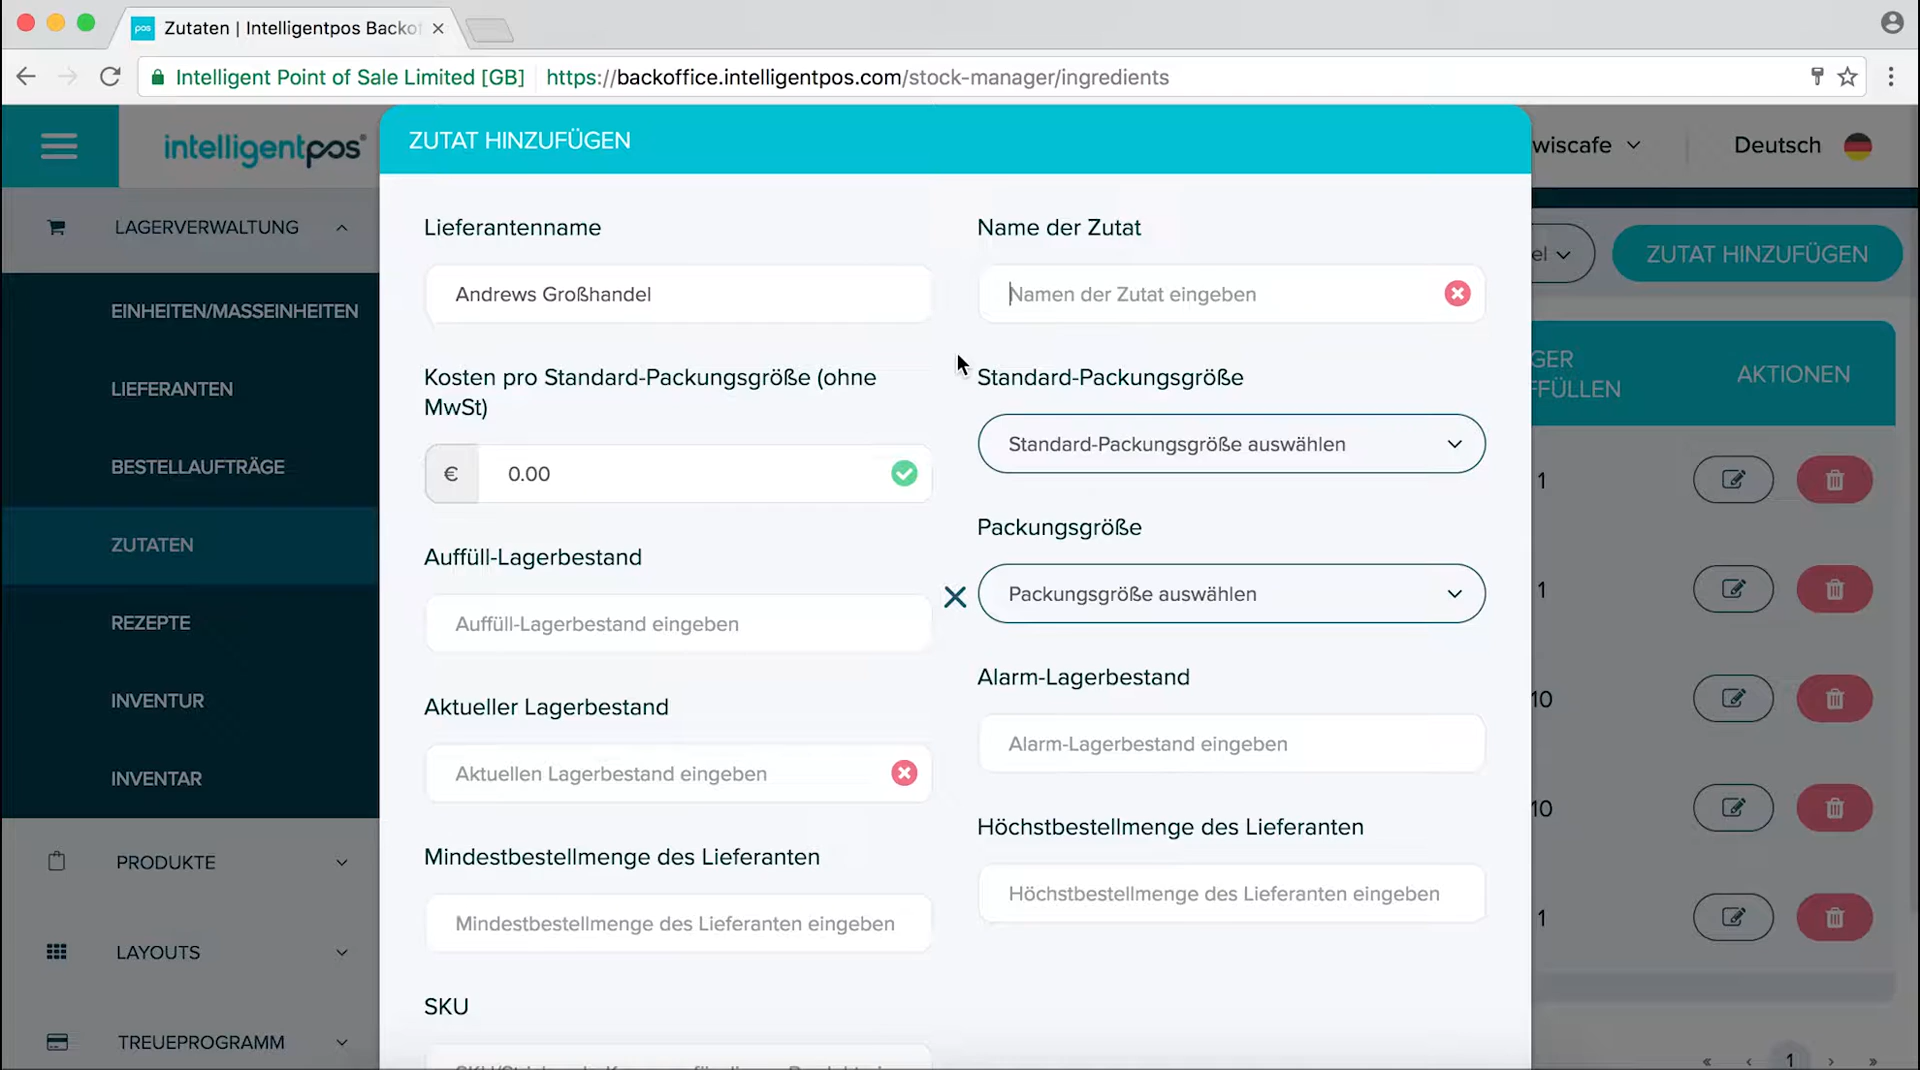 Zutaten | Intelligentpos Backof
Intelligent Point of Sale Limited [GB]
https://backoffice.intelligentpos.com/stock-manager/ingredients
intelligentpos
ZUTAT HINZUFÜGEN
wiscafe
Deutsch
LAGERVERWALTUNG
EINHEITEN/MASSEINHEITEN
LIEFERANTEN
BESTELLAUFTRÄGE
ZUTATEN
REZEPTE
INVENTUR
INVENTAR
PRODUKTE
LAYOUTS
TREUEPROGRAMM
Lieferantenname
Andrews Großhandel
Name der Zutat
Namen der Zutat eingeben
Kosten pro Standard-Packungsgröße (ohne
MwSt)
€ 0.00
Standard-Packungsgröße
Standard-Packungsgröße auswählen
Auffüll-Lagerbestand
Auffüll-Lagerbestand eingeben
Packungsgröße
Packungsgröße auswählen
Aktueller Lagerbestand
Aktuellen Lagerbestand eingeben
Alarm-Lagerbestand
Alarm-Lagerbestand eingeben
Mindestbestellmenge des Lieferanten
Mindestbestellmenge des Lieferanten eingeben
Höchstbestellmenge des Lieferanten
Höchstbestellmenge des Lieferanten eingeben
SKU
el
ZUTAT HINZUFÜGEN
GER
FFÜLLEN
AKTIONEN
1
1
10
10
1
« ‹ 1 › »